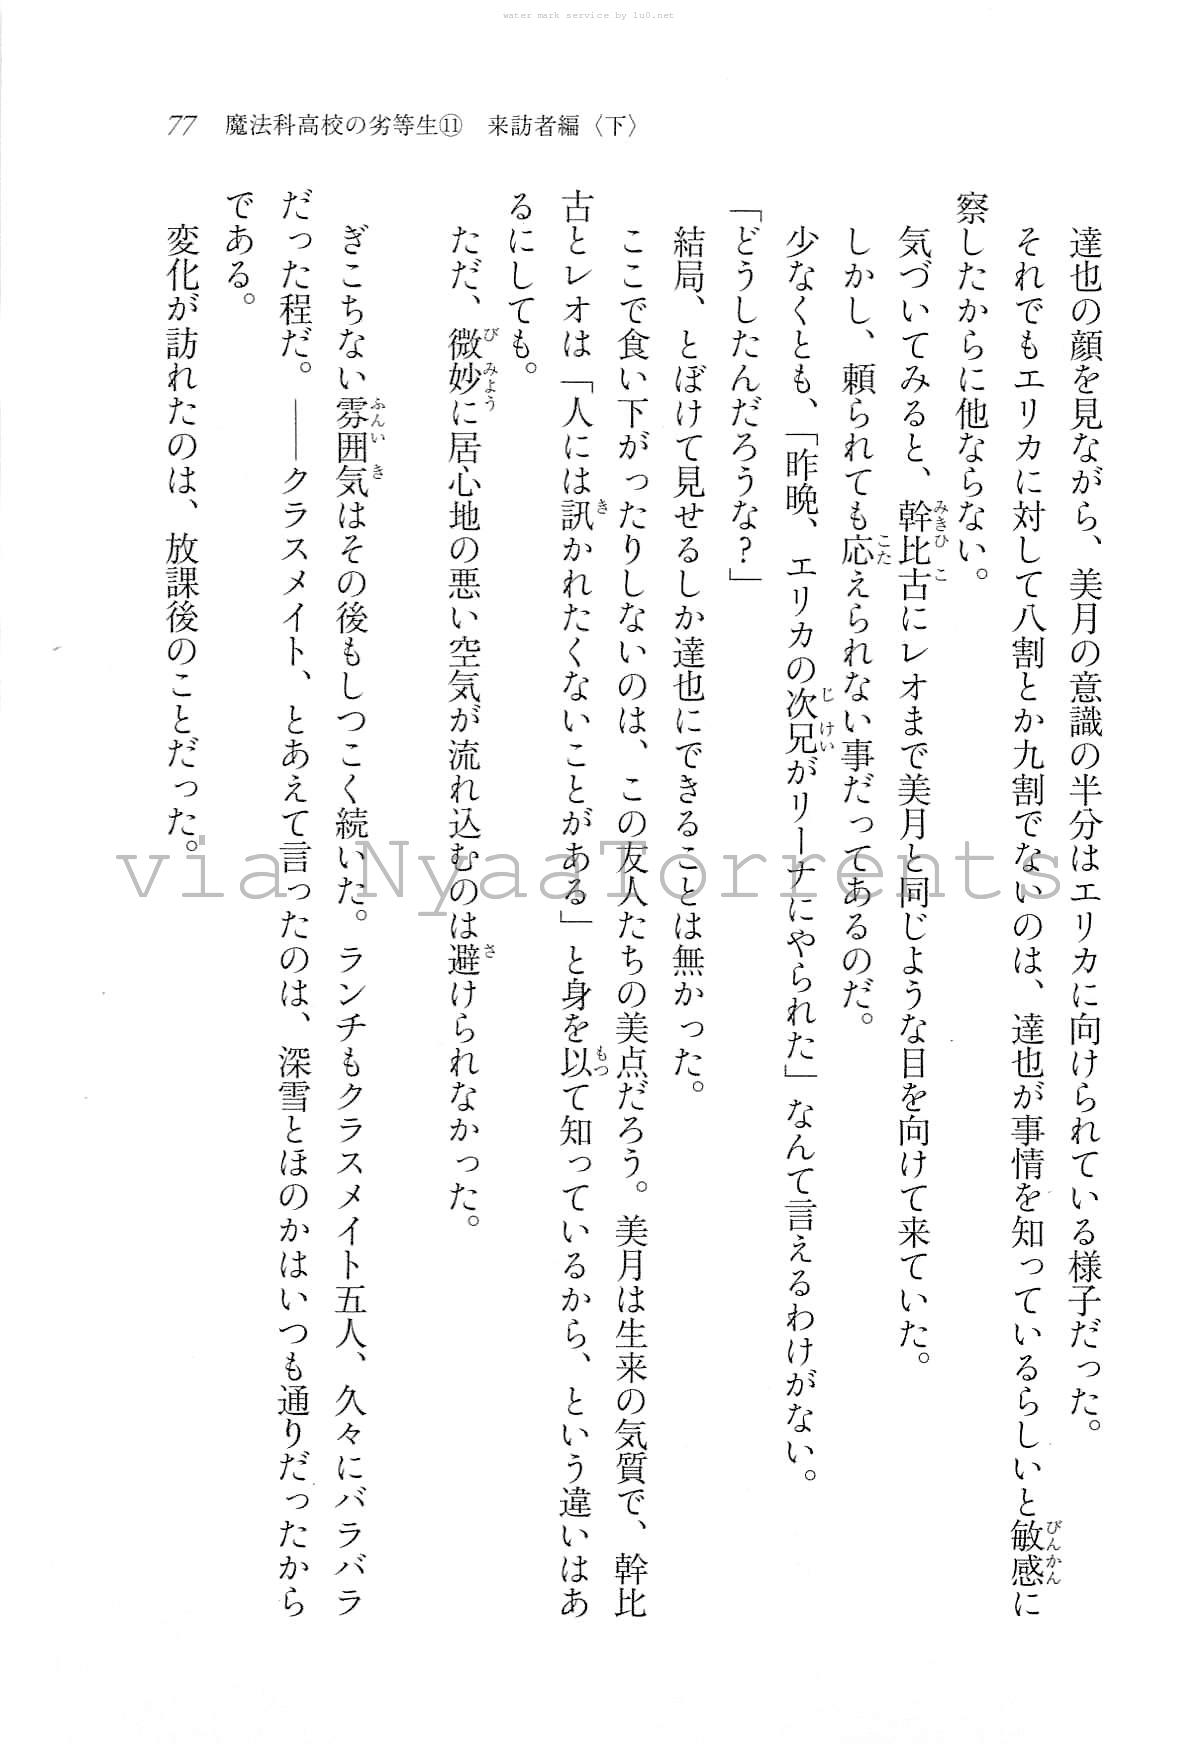 water mark service by lu0.net
77 魔法科高校の劣等生⑪ 来訪者編〈下〉
達也の顔を見ながら、美月の意識の半分はエリカに向けられている様子だった。
それでもエリカに対して八割とか九割でないのは、達也が事情を知っているらしいと敏感に
察したからに他ならない。
気づいてみると、幹比古にレオまで美月と同じような目を向けて来ていた。
しかし、頼られても応えられない事だってあるのだ。
少なくとも、「昨晩、エリカの次兄がリーナにやられた」なんて言えるわけがない。
「どうしたんだろうな?」
結局、とぼけて見せるしか達也にできることは無かった。
ここで食い下がったりしないのは、この友人たちの美点だろう。美月は生来の気質で、幹比
古とレオは「人には訊かれたくないことがある」と身を以て知っているから、という違いはあ
るにしても。
ただ、微妙に居心地の悪い空気が流れ込むのは避けられなかった。
ぎこちない雰囲気はその後もしつこく続いた。ランチもクラスメイト五人、久々にバラバラ
だった程だ。――クラスメイト、とあえて言ったのは、深雪とほのかはいつも通りだったから
である。
変化が訪れたのは、放課後のことだった。
via NyaaTorrents